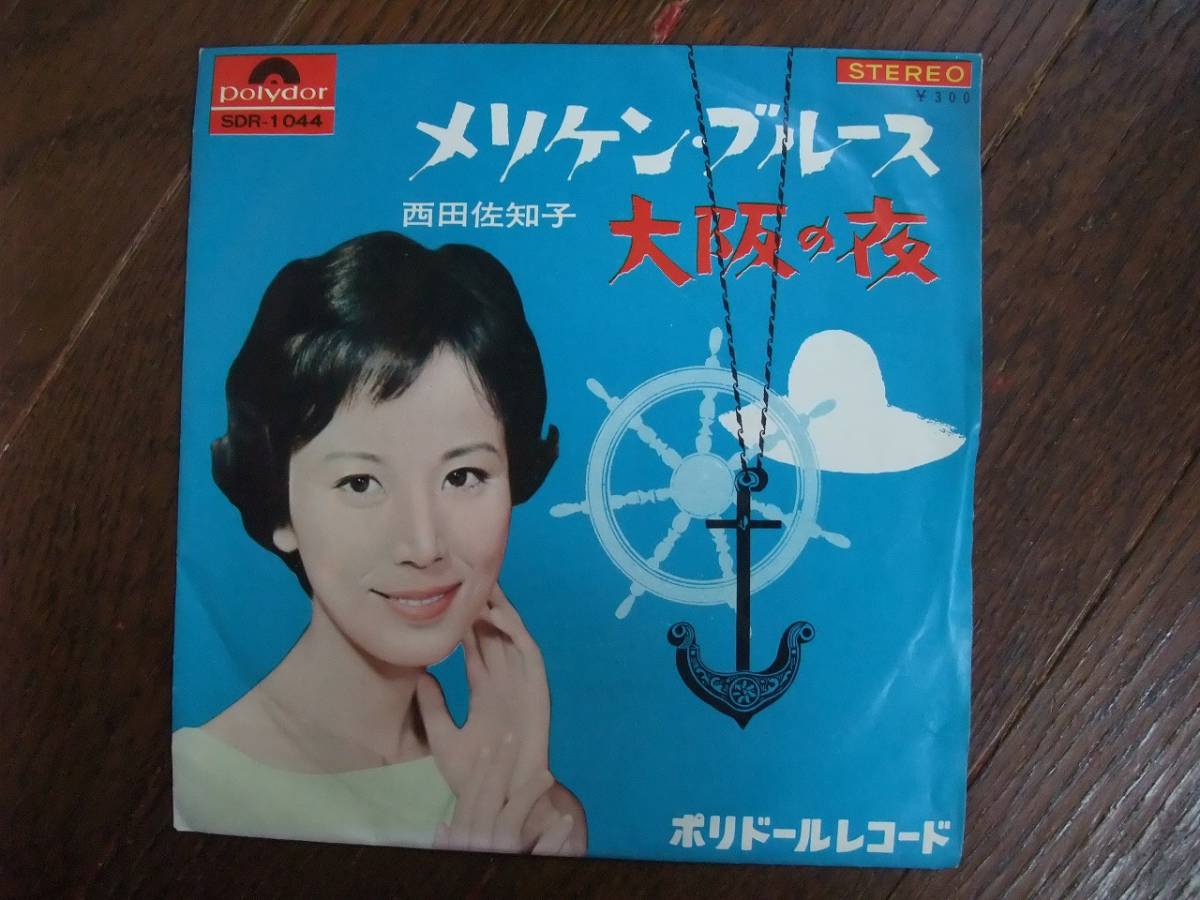 polydor
SDR-1044
STEREO
¥300
メリケン・ブルース
西田佐知子
大阪の夜
ポリドールレコード